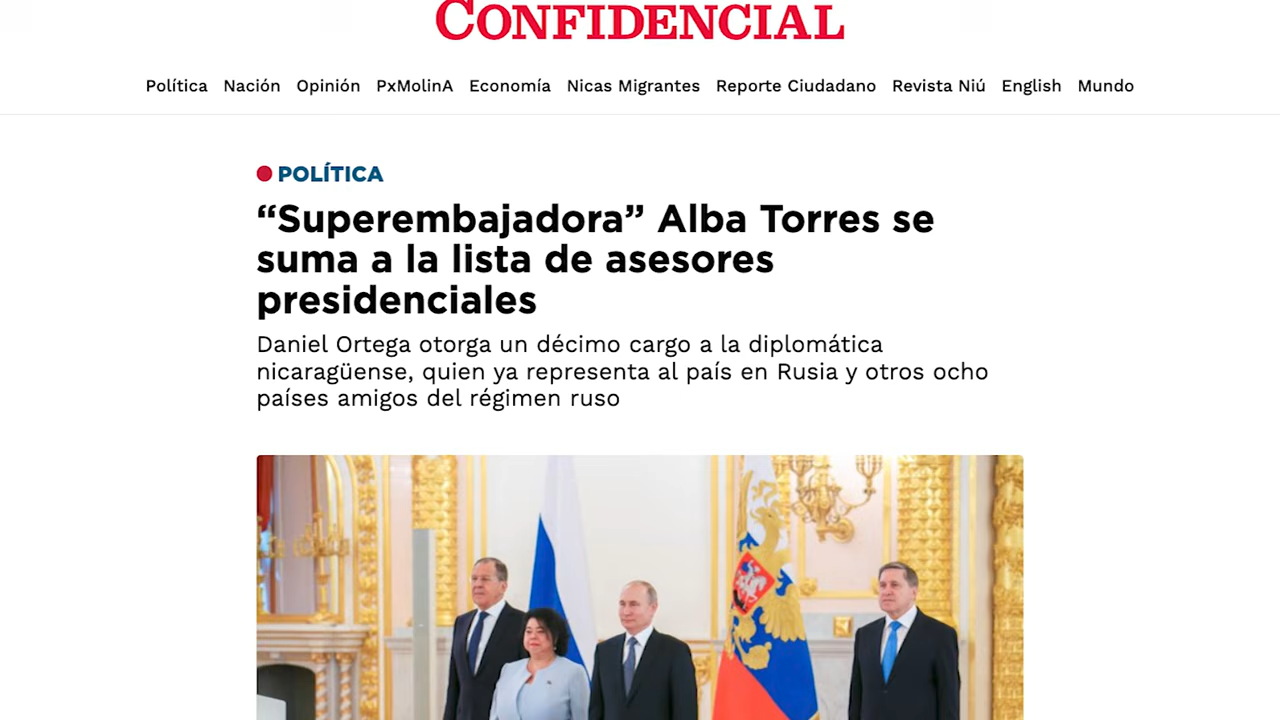 CONFIDENCIAL
Política Nación Opinión PxMolinA Economía Nicas Migrantes Reporte Ciudadano Revista Niú English Mundo
POLÍTICA
“Superembajadora” Alba Torres se
suma a la lista de asesores
presidenciales
Daniel Ortega otorga un décimo cargo a la diplomática
nicaragüense, quien ya representa al país en Rusia y otros ocho
países amigos del régimen ruso